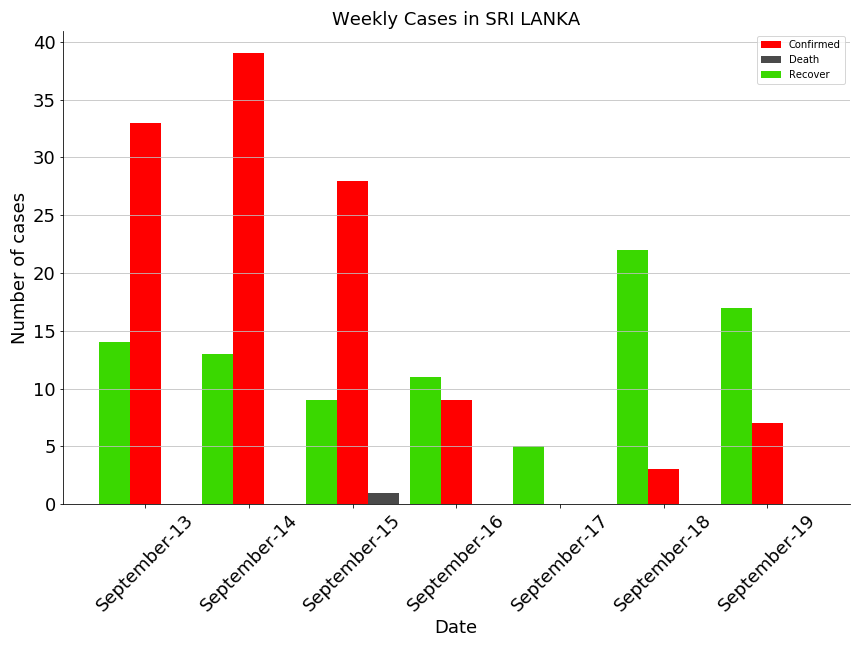 Weekly Cases in SRI LANKA
Confirmed
Death
Recover
Number of cases
40
35
30
25
20
15
10
5
0
September-13
September-14
September-15
September-16
September-17
September-18
September-19
Date